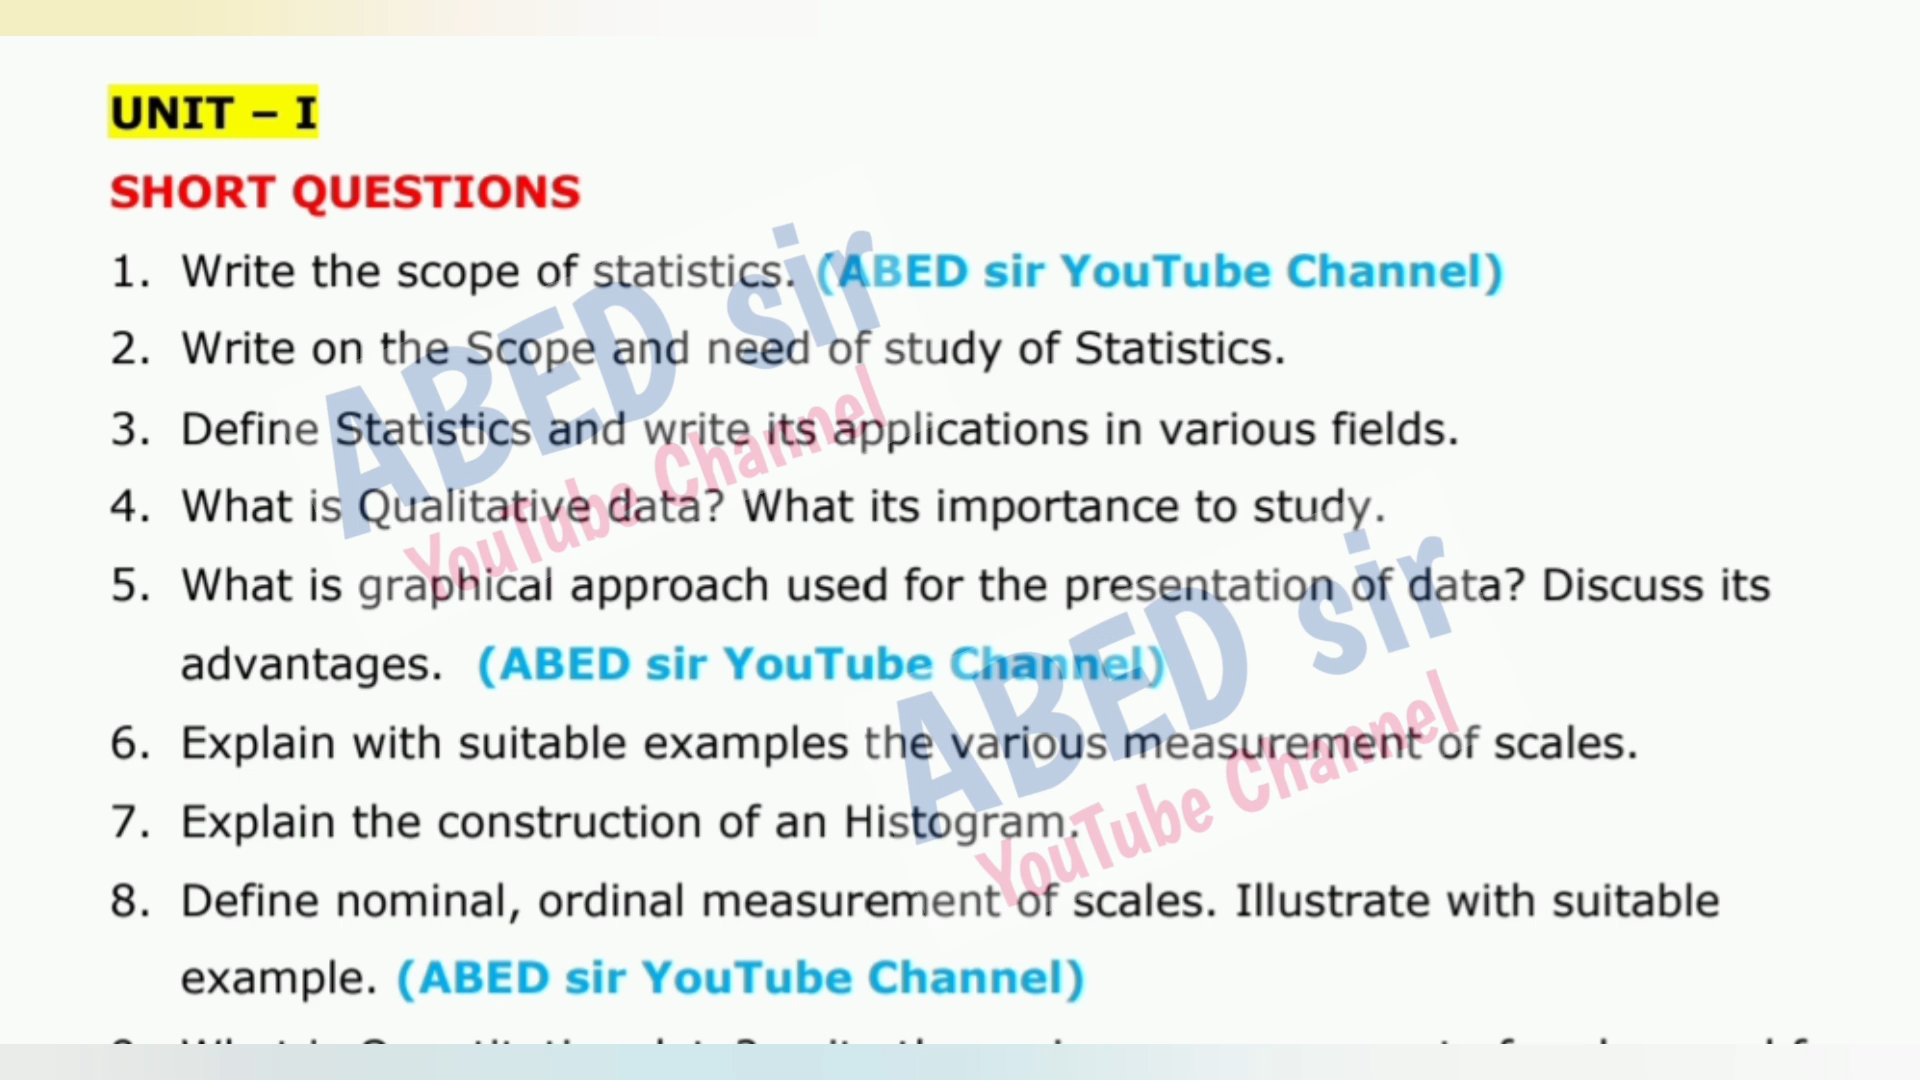 UNIT – I
SHORT QUESTIONS
1. Write the scope of statistics. (ABED sir YouTube Channel)
2. Write on the Scope and need of study of Statistics.
3. Define Statistics and write its applications in various fields.
4. What is Qualitative data? What its importance to study.
5. What is graphical approach used for the presentation of data? Discuss its
advantages. (ABED sir YouTube Channel)
6. Explain with suitable examples the various measurement of scales.
7. Explain the construction of an Histogram.
8. Define nominal, ordinal measurement of scales. Illustrate with suitable
example. (ABED sir YouTube Channel)
ABED sir
YouTube Channel
ABED sir
YouTube Channel